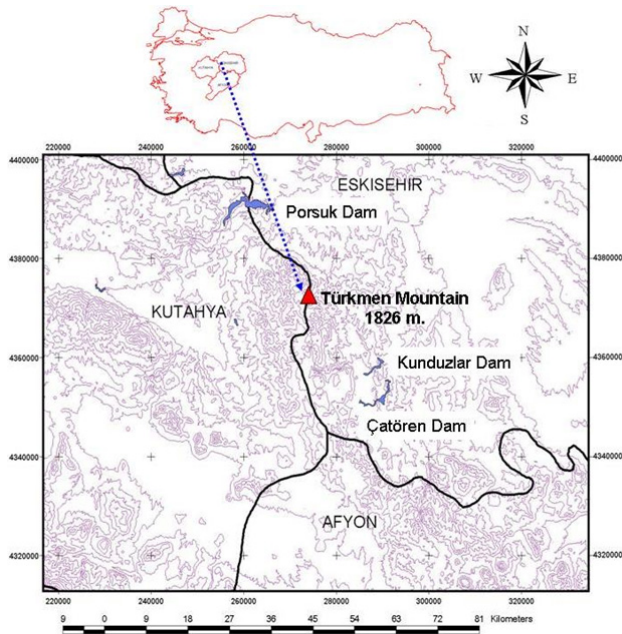 N
W E
S
220000 240000 260000 280000 300000 320000
4400000 4400000
ESKISEHIR
Porsuk Dam
4380000 4380000
KUTAHYA
Türkmen Mountain
1826 m.
4360000 4360000
Kunduzlar Dam
Çatören Dam
4340000 4340000
AFYON
4320000 4320000
220000 240000 260000 280000 300000 320000
9 0 9 18 27 36 45 54 63 72 81 Kilometers